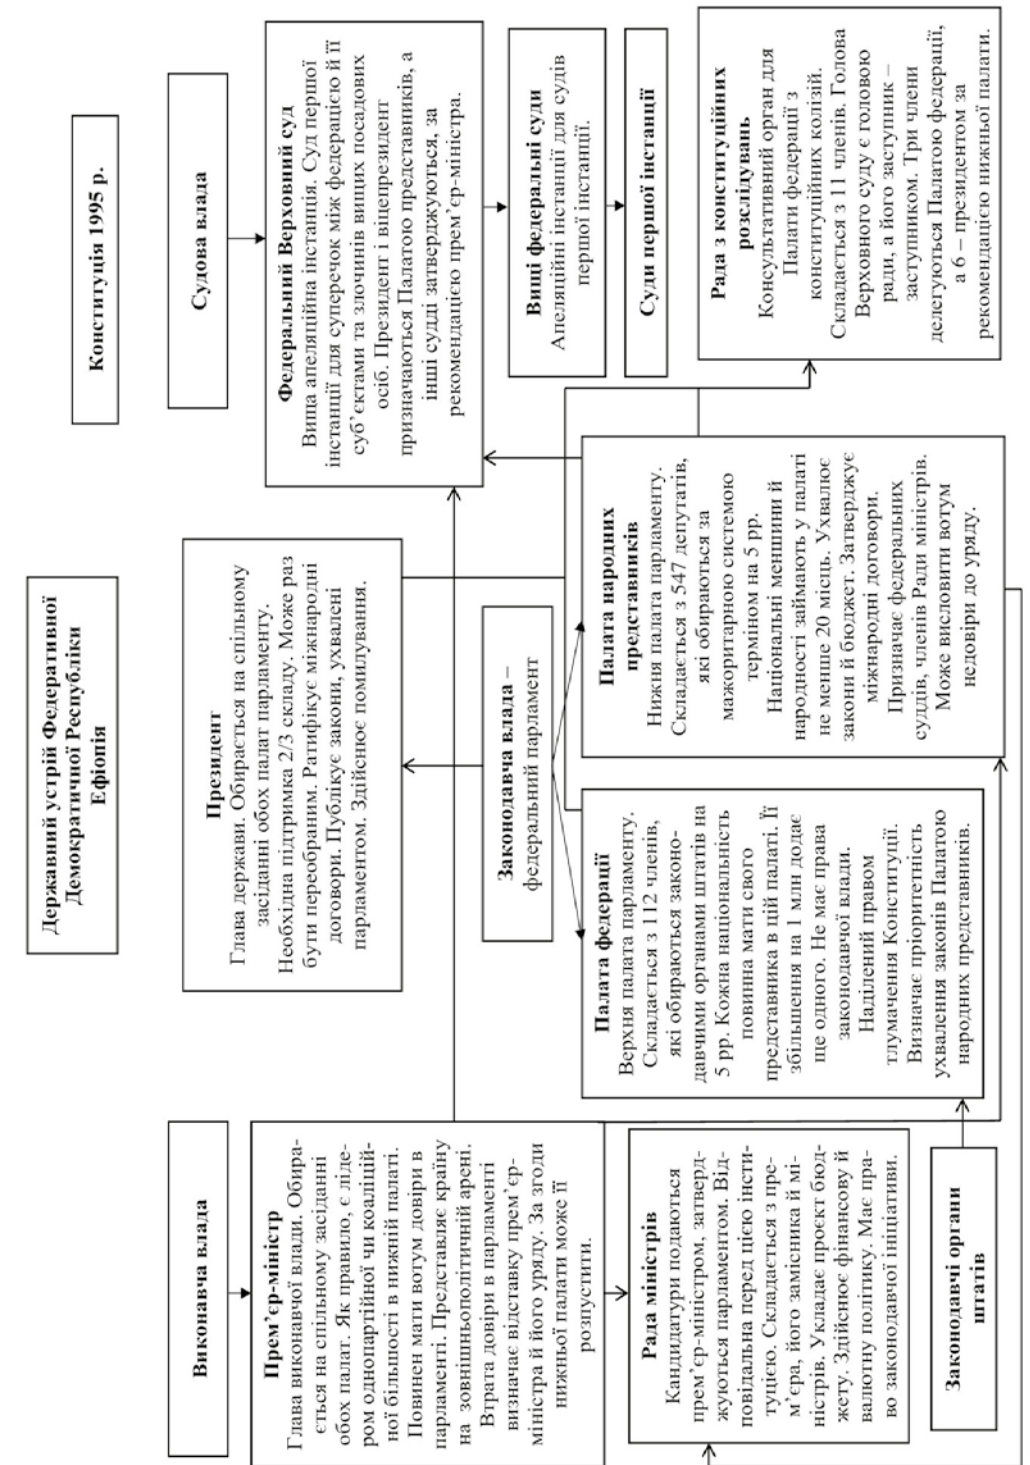 Державний устрій Федеративної
Демократичної Республіки
Ефіопія
Конституція 1995 р.
Виконавча влада
Прем’єр-міністр
Глава виконавчої влади. Обира-
ється на спільному засіданні
обох палат. Як правило, є ліде-
ром однопартійної чи коаліцій-
ної більшості в нижній палаті.
Повинен мати вотум довіри в
парламенті. Представляє країну
на зовнішньополітичній арені.
Втрата довіри в парламенті
визначає відставку прем’єр-
міністра й його уряду. За згоди
нижньої палати може її
розпустити.
Рада міністрів
Кандидатури подаються
прем’єр-міністром, затверд-
жуються парламентом. Від-
повідальна перед цією інсти-
туцією. Складається з пре-
м’єра, його замісника й мі-
ністрів. Укладає проєкт бюд-
жету. Здійснює фінансову й
валютну політику. Має пра-
во законодавчої ініціативи.
Законодавчі органи
штатів
Президент
Глава держави. Обирається на спільному
засіданні обох палат парламенту.
Необхідна підтримка 2/3 складу. Може раз
бути переобраним. Ратифікує міжнародні
договори. Публікує закони, ухвалені
парламентом. Здійснює помилування.
Законодавча влада –
федеральний парламент
Палата федерації
Верхня палата парламенту.
Складається з 112 членів,
які обираються законо-
давчими органами штатів на
5 рр. Кожна національність
повинна мати свого
представника в цій палаті. Її
збільшення на 1 млн додає
ще одного. Не має права
законодавчої влади.
Наділений правом
тлумачення Конституції.
Визначає пріоритетність
ухвалення законів Палатою
народних представників.
Палата народних
представників
Нижня палата парламенту.
Складається з 547 депутатів,
які обираються за
мажоритарною системою
терміном на 5 рр.
Національні меншини й
народності займають у палаті
не менше 20 місць. Ухвалює
закони й бюджет. Затверджує
міжнародні договори.
Призначає федеральних
суддів, членів Ради міністрів.
Може висловити вотум
недовіри до уряду.
Судова влада
Федеральний Верховний суд
Вища апеляційна інстанція. Суд першої
інстанції для суперечок між федерацією й її
суб’єктами та злочинів вищих посадових
осіб. Президент і віцепрезидент
призначаються Палатою представників, а
інші судді затверджуються, за
рекомендацією прем’єр-міністра.
Вищі федеральні суди
Апеляційні інстанції для судів
першої інстанції.
Суди першої інстанції
Рада з конституційних
розслідувань
Консультативний орган для
Палати федерації з
конституційних колізій.
Складається з 11 членів. Голова
Верховного суду є головою
ради, а його заступник –
заступником. Три члени
делегуються Палатою федерації,
а 6 – президентом за
рекомендацією нижньої палати.